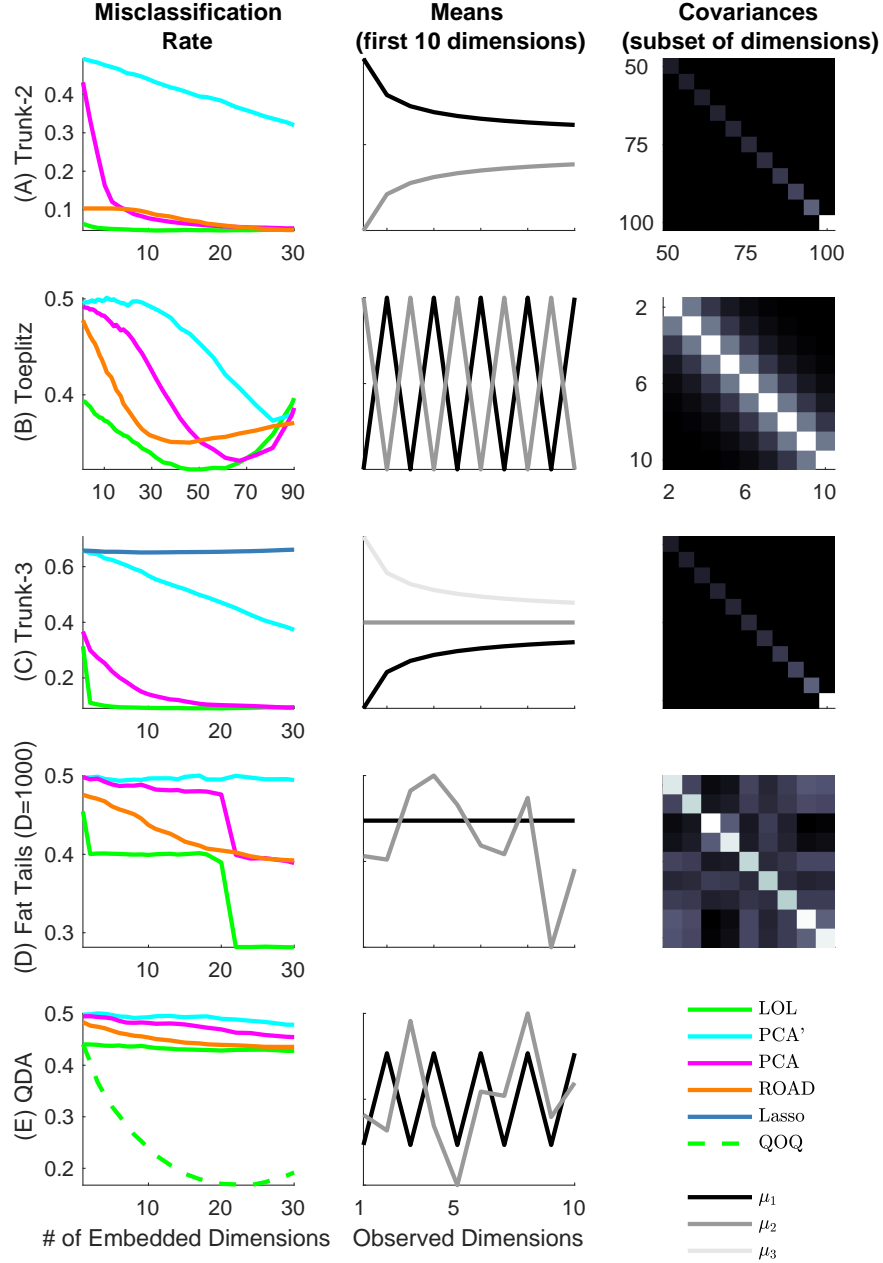 Misclassification Rate
Means (first 10 dimensions)
Covariances (subset of dimensions)
(A) Trunk-2
0.4
0.3
0.2
0.1
10
20
30
50
75
100
50
75
100
(B) Toeplitz
0.5
0.4
10
30
50
70
90
2
6
10
2
6
10
(C) Trunk-3
0.6
0.4
0.2
10
20
30
(D) Fat Tails (D=1000)
0.5
0.4
0.3
10
20
30
(E) QDA
0.5
0.4
0.3
0.2
10
20
30
# of Embedded Dimensions
1
5
10
Observed Dimensions
LOL
PCA'
PCA
ROAD
Lasso
QOQ
μ₁
μ₂
μ₃